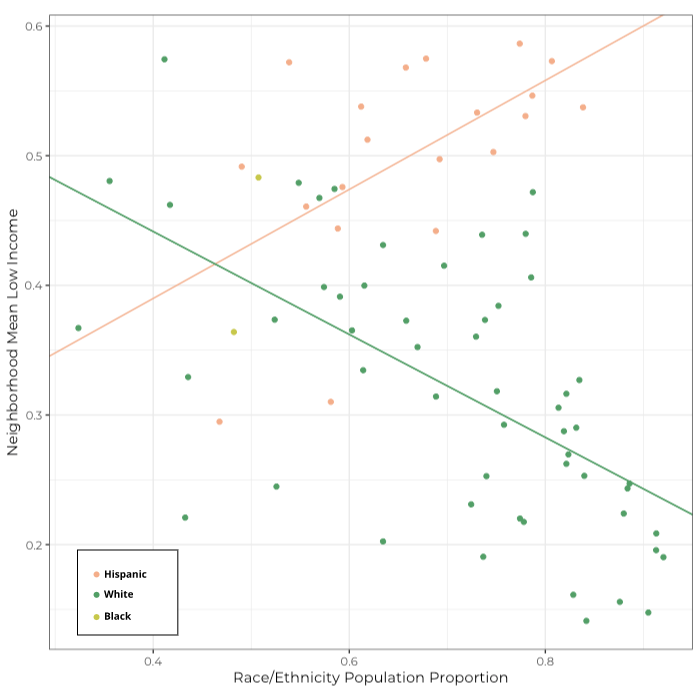 0.6
0.5
0.4
0.3
0.2
Neighborhood Mean Low Income
Hispanic
White
Black
0.4 0.6 0.8
Race/Ethnicity Population Proportion